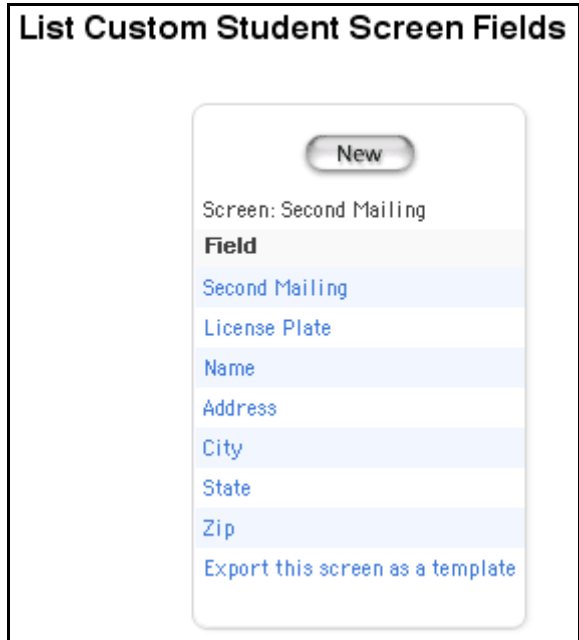 List Custom Student Screen Fields
New
Screen: Second Mailing
Field
Second Mailing
License Plate
Name
Address
City
State
Zip
Export this screen as a template